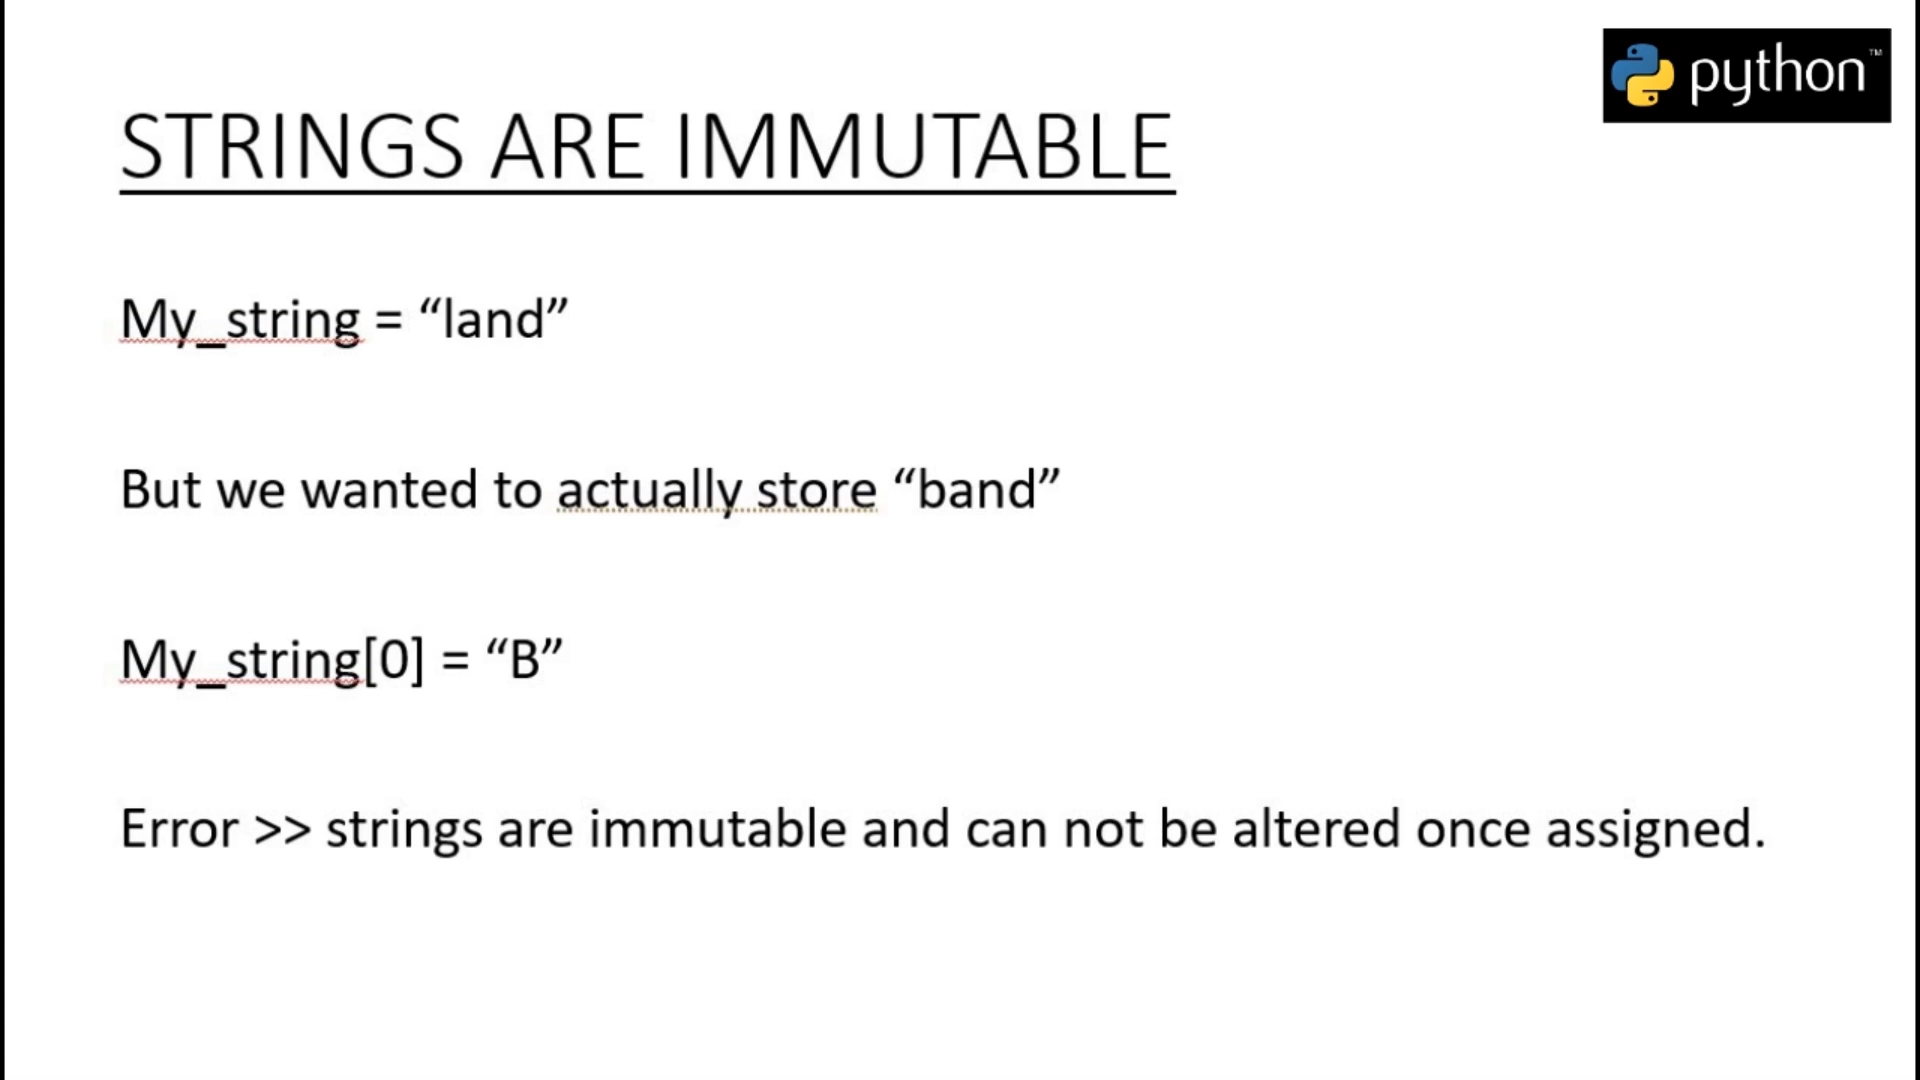 python™
STRINGS ARE IMMUTABLE
My_string = “land”
But we wanted to actually store “band”
My_string[0] = “B”
Error >> strings are immutable and can not be altered once assigned.